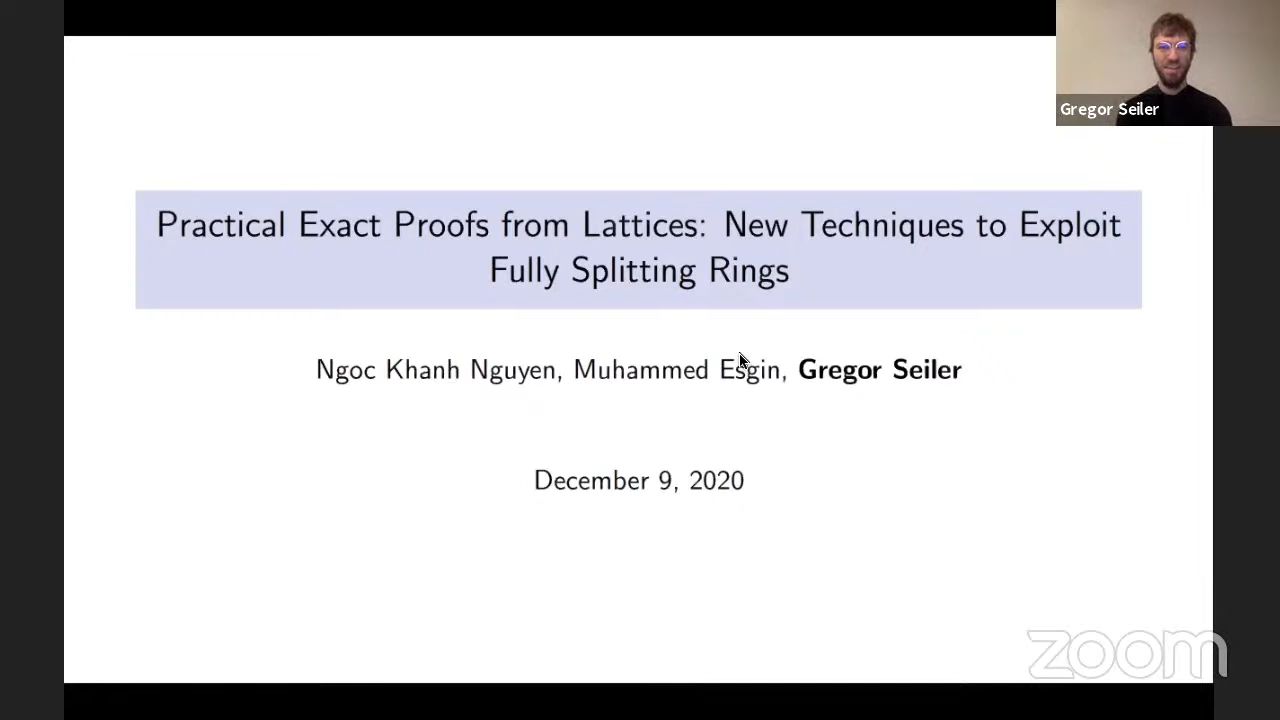 Gregor Seiler
Practical Exact Proofs from Lattices: New Techniques to Exploit
Fully Splitting Rings
Ngoc Khanh Nguyen, Muhammed Esgin, Gregor Seiler
December 9, 2020
zoom